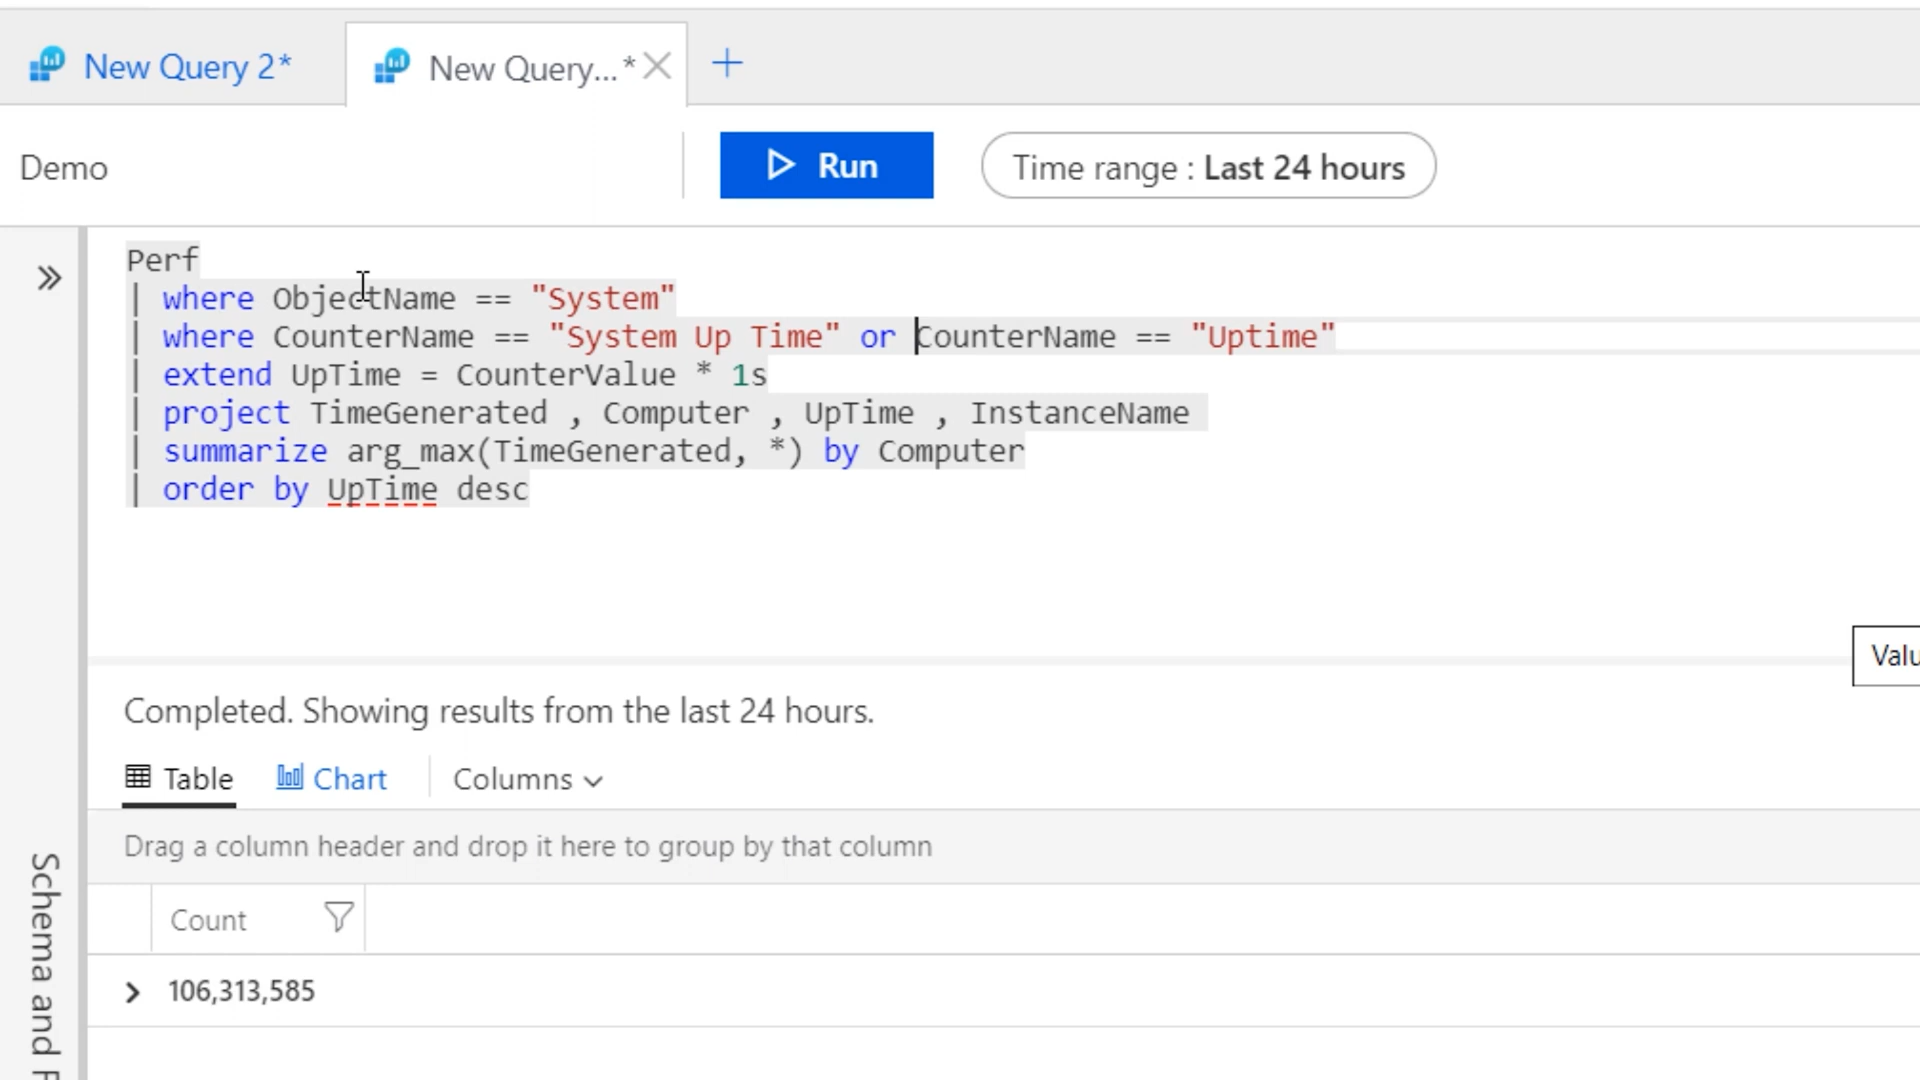 New Query 2*
New Query...*
Demo
Run
Time range : Last 24 hours
Perf
| where ObjectName == "System"
| where CounterName == "System Up Time" or CounterName == "Uptime"
| extend UpTime = CounterValue * 1s
| project TimeGenerated , Computer , UpTime , InstanceName
| summarize arg_max(TimeGenerated, *) by Computer
| order by UpTime desc
Valu
Completed. Showing results from the last 24 hours.
Table
Chart
Columns
Drag a column header and drop it here to group by that column
Count
106,313,585
Schema and F